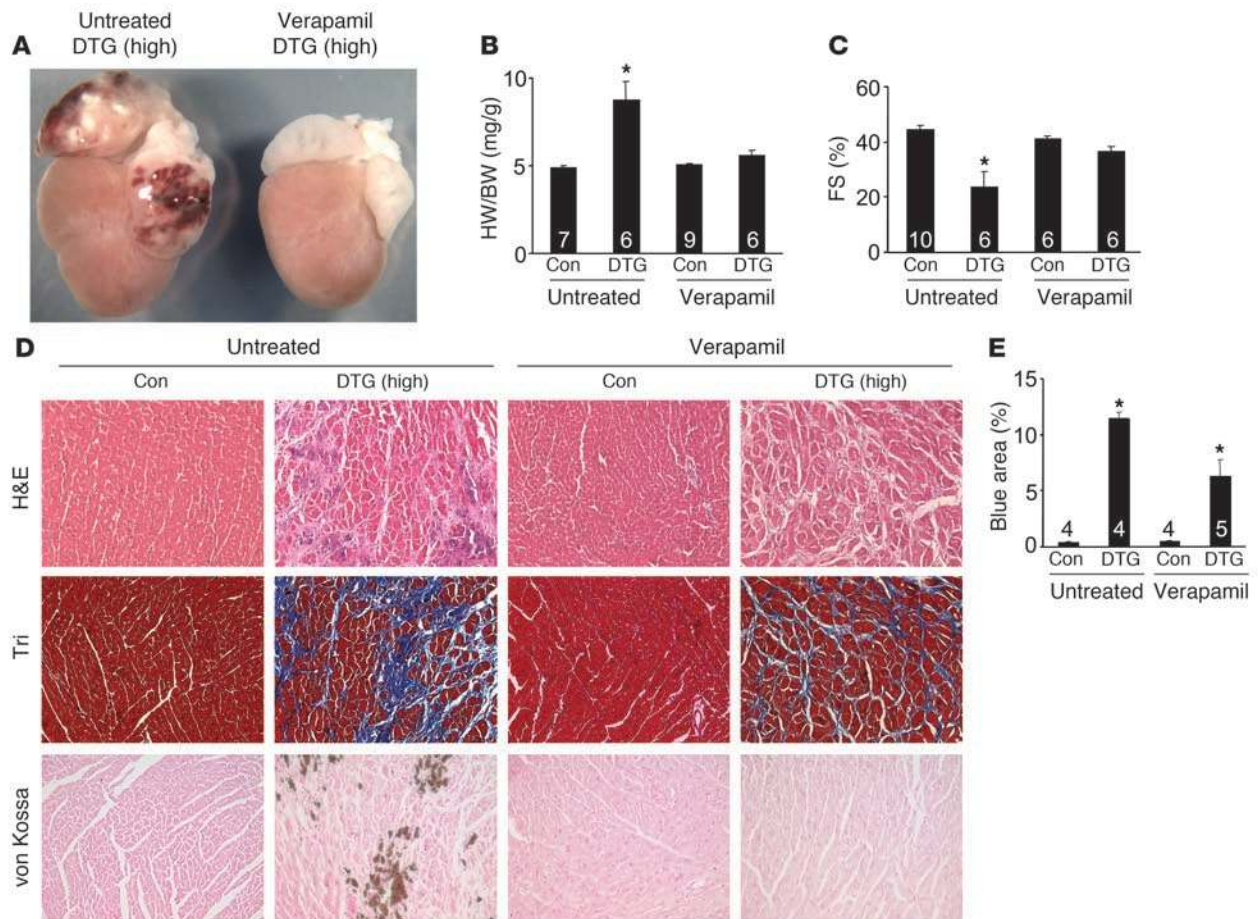 A
Untreated
DTG (high)
Verapamil
DTG (high)
B
HW/BW (mg/g)
10
5
0
*
7
6
9
6
Con
DTG
Con
DTG
Untreated
Verapamil
C
FS (%)
60
40
20
0
*
10
6
6
6
Con
DTG
Con
DTG
Untreated
Verapamil
D
Untreated
Verapamil
Con
DTG (high)
Con
DTG (high)
H&E
Tri
von Kossa
E
Blue area (%)
15
10
5
0
*
*
4
4
4
5
Con
DTG
Con
DTG
Untreated
Verapamil